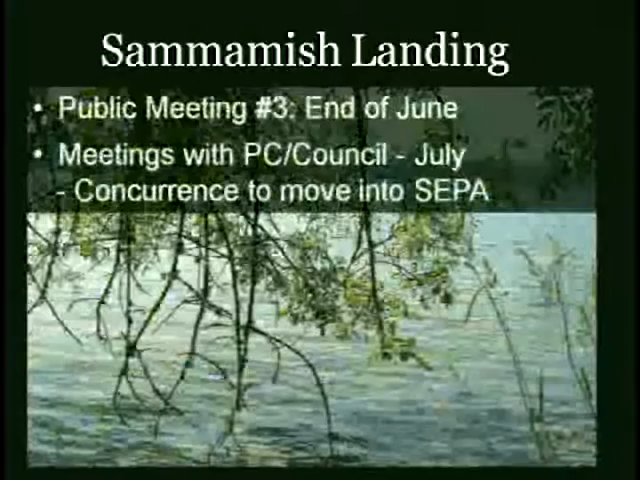 Sammamish Landing
• Public Meeting #3: End of June
• Meetings with PC/Council - July
- Concurrence to move into SEPA